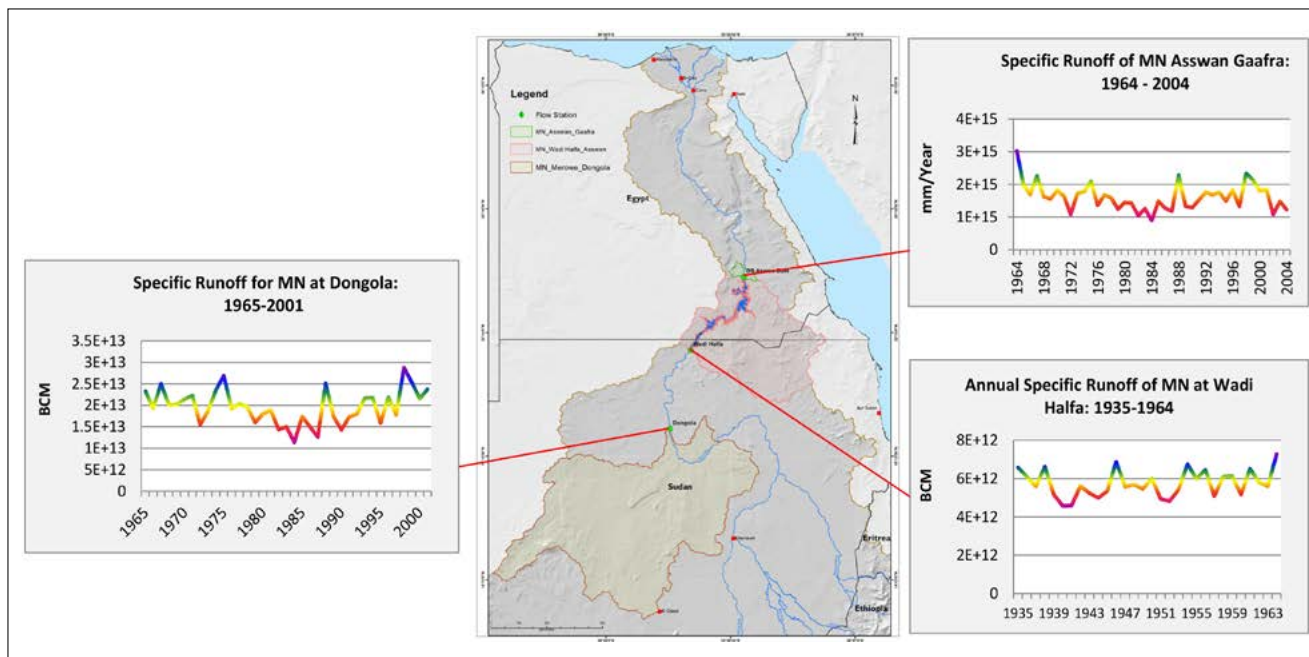 Specific Runoff for MN at Dongola:
1965-2001
3.5E+13
3E+13
2.5E+13
2E+13
1.5E+13
1E+13
5E+12
0
BCM
1965
1970
1975
1980
1985
1990
1995
2000
Legend
Flow Station
MN_Asswan_Gaafra
MN_Wadi Halfa_Asswan
MN_Merowe_Dongola
N
Egypt
Wadi Halfa
Dongola
Sudan
Khartoum
Eritrea
Ethiopia
Specific Runoff of MN Asswan Gaafra:
1964 - 2004
4E+15
3E+15
2E+15
1E+15
0
mm/Year
1964
1968
1972
1976
1980
1984
1988
1992
1996
2000
2004
Annual Specific Runoff of MN at Wadi
Halfa: 1935-1964
8E+12
6E+12
4E+12
2E+12
0
BCM
1935
1939
1943
1947
1951
1955
1959
1963